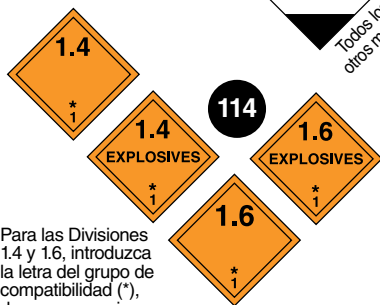 Todos lo
otros m
1.4
*
1
114
1.4
EXPLOSIVES
*
1
1.6
EXPLOSIVES
*
1
1.6
*
1
Para las Divisiones
1.4 y 1.6, introduzca
la letra del grupo de
compatibilidad (*),